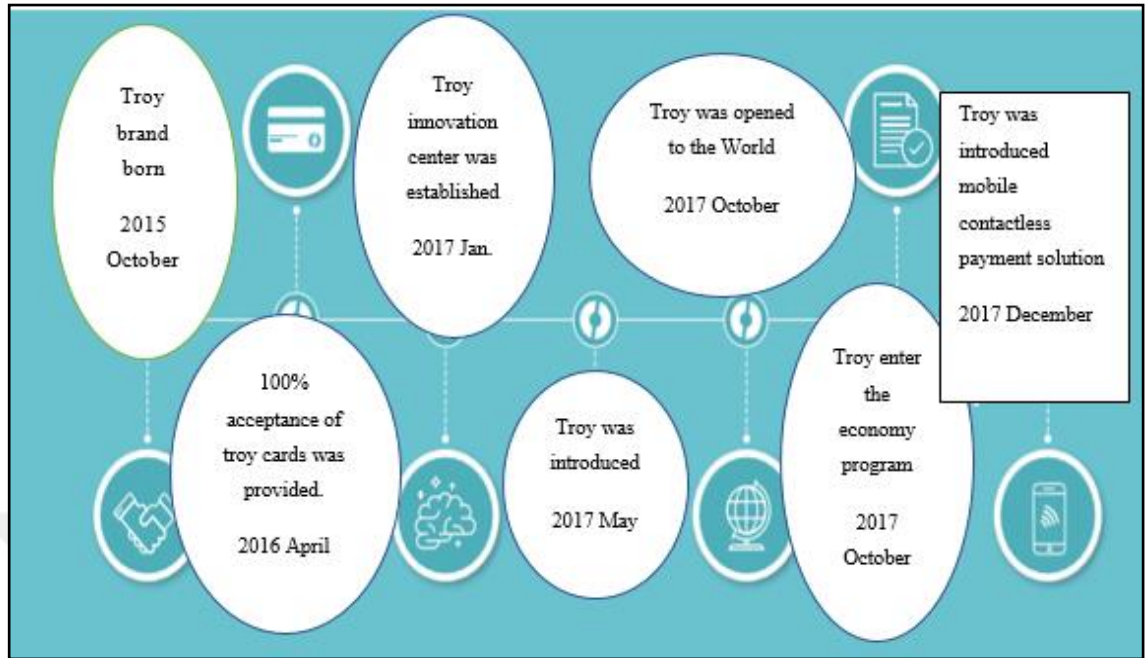 Troy
brand
born
2015
October
100%
acceptance of
troy cards was
provided.
2016 April
Troy
innovation
center was
established
2017 Jan.
Troy was
introduced
2017 May
Troy was opened
to the World
2017 October
Troy enter
the
economy
program
2017
October
Troy was
introduced
mobile
contactless
payment solution
2017 December